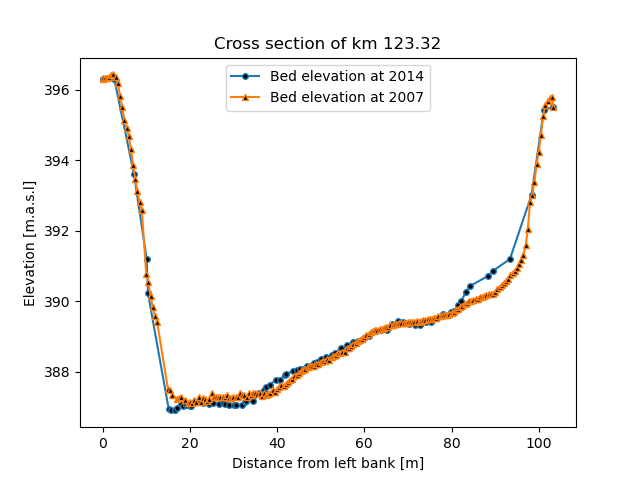 Cross section of km 123.32
Bed elevation at 2014
Bed elevation at 2007
Elevation [m.a.s.l]
396
394
392
390
388
0 20 40 60 80 100
Distance from left bank [m]